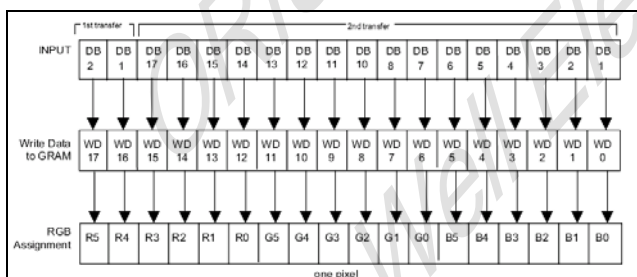 1st transfer 2nd transfer
INPUT DB 2 DB 1 DB 17 DB 16 DB 15 DB 14 DB 13 DB 12 DB 11 DB 10 DB 8 DB 7 DB 6 DB 5 DB 4 DB 3 DB 2 DB 1
Write Data to GRAM WD 17 WD 16 WD 15 WD 14 WD 13 WD 12 WD 11 WD 10 WD 9 WD 8 WD 7 WD 6 WD 5 WD 4 WD 3 WD 2 WD 1 WD 0
RGB Assignment R5 R4 R3 R2 R1 R0 G5 G4 G3 G2 G1 G0 B5 B4 B3 B2 B1 B0
one pixel